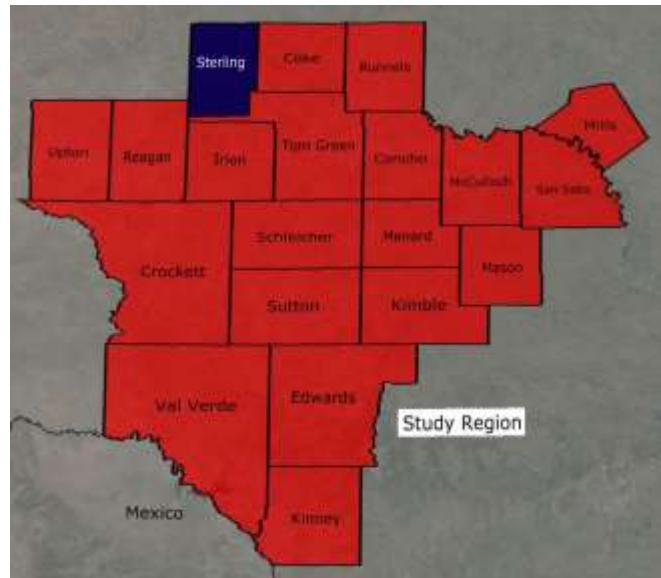 Sterling
Coke
Runnels
Mills
Upton
Reagan
Irion
Tom Green
Concho
McCulloch
San Saba
Schleicher
Menard
Mason
Crockett
Sutton
Kimble
Val Verde
Edwards
Study Region
Mexico
Kinney